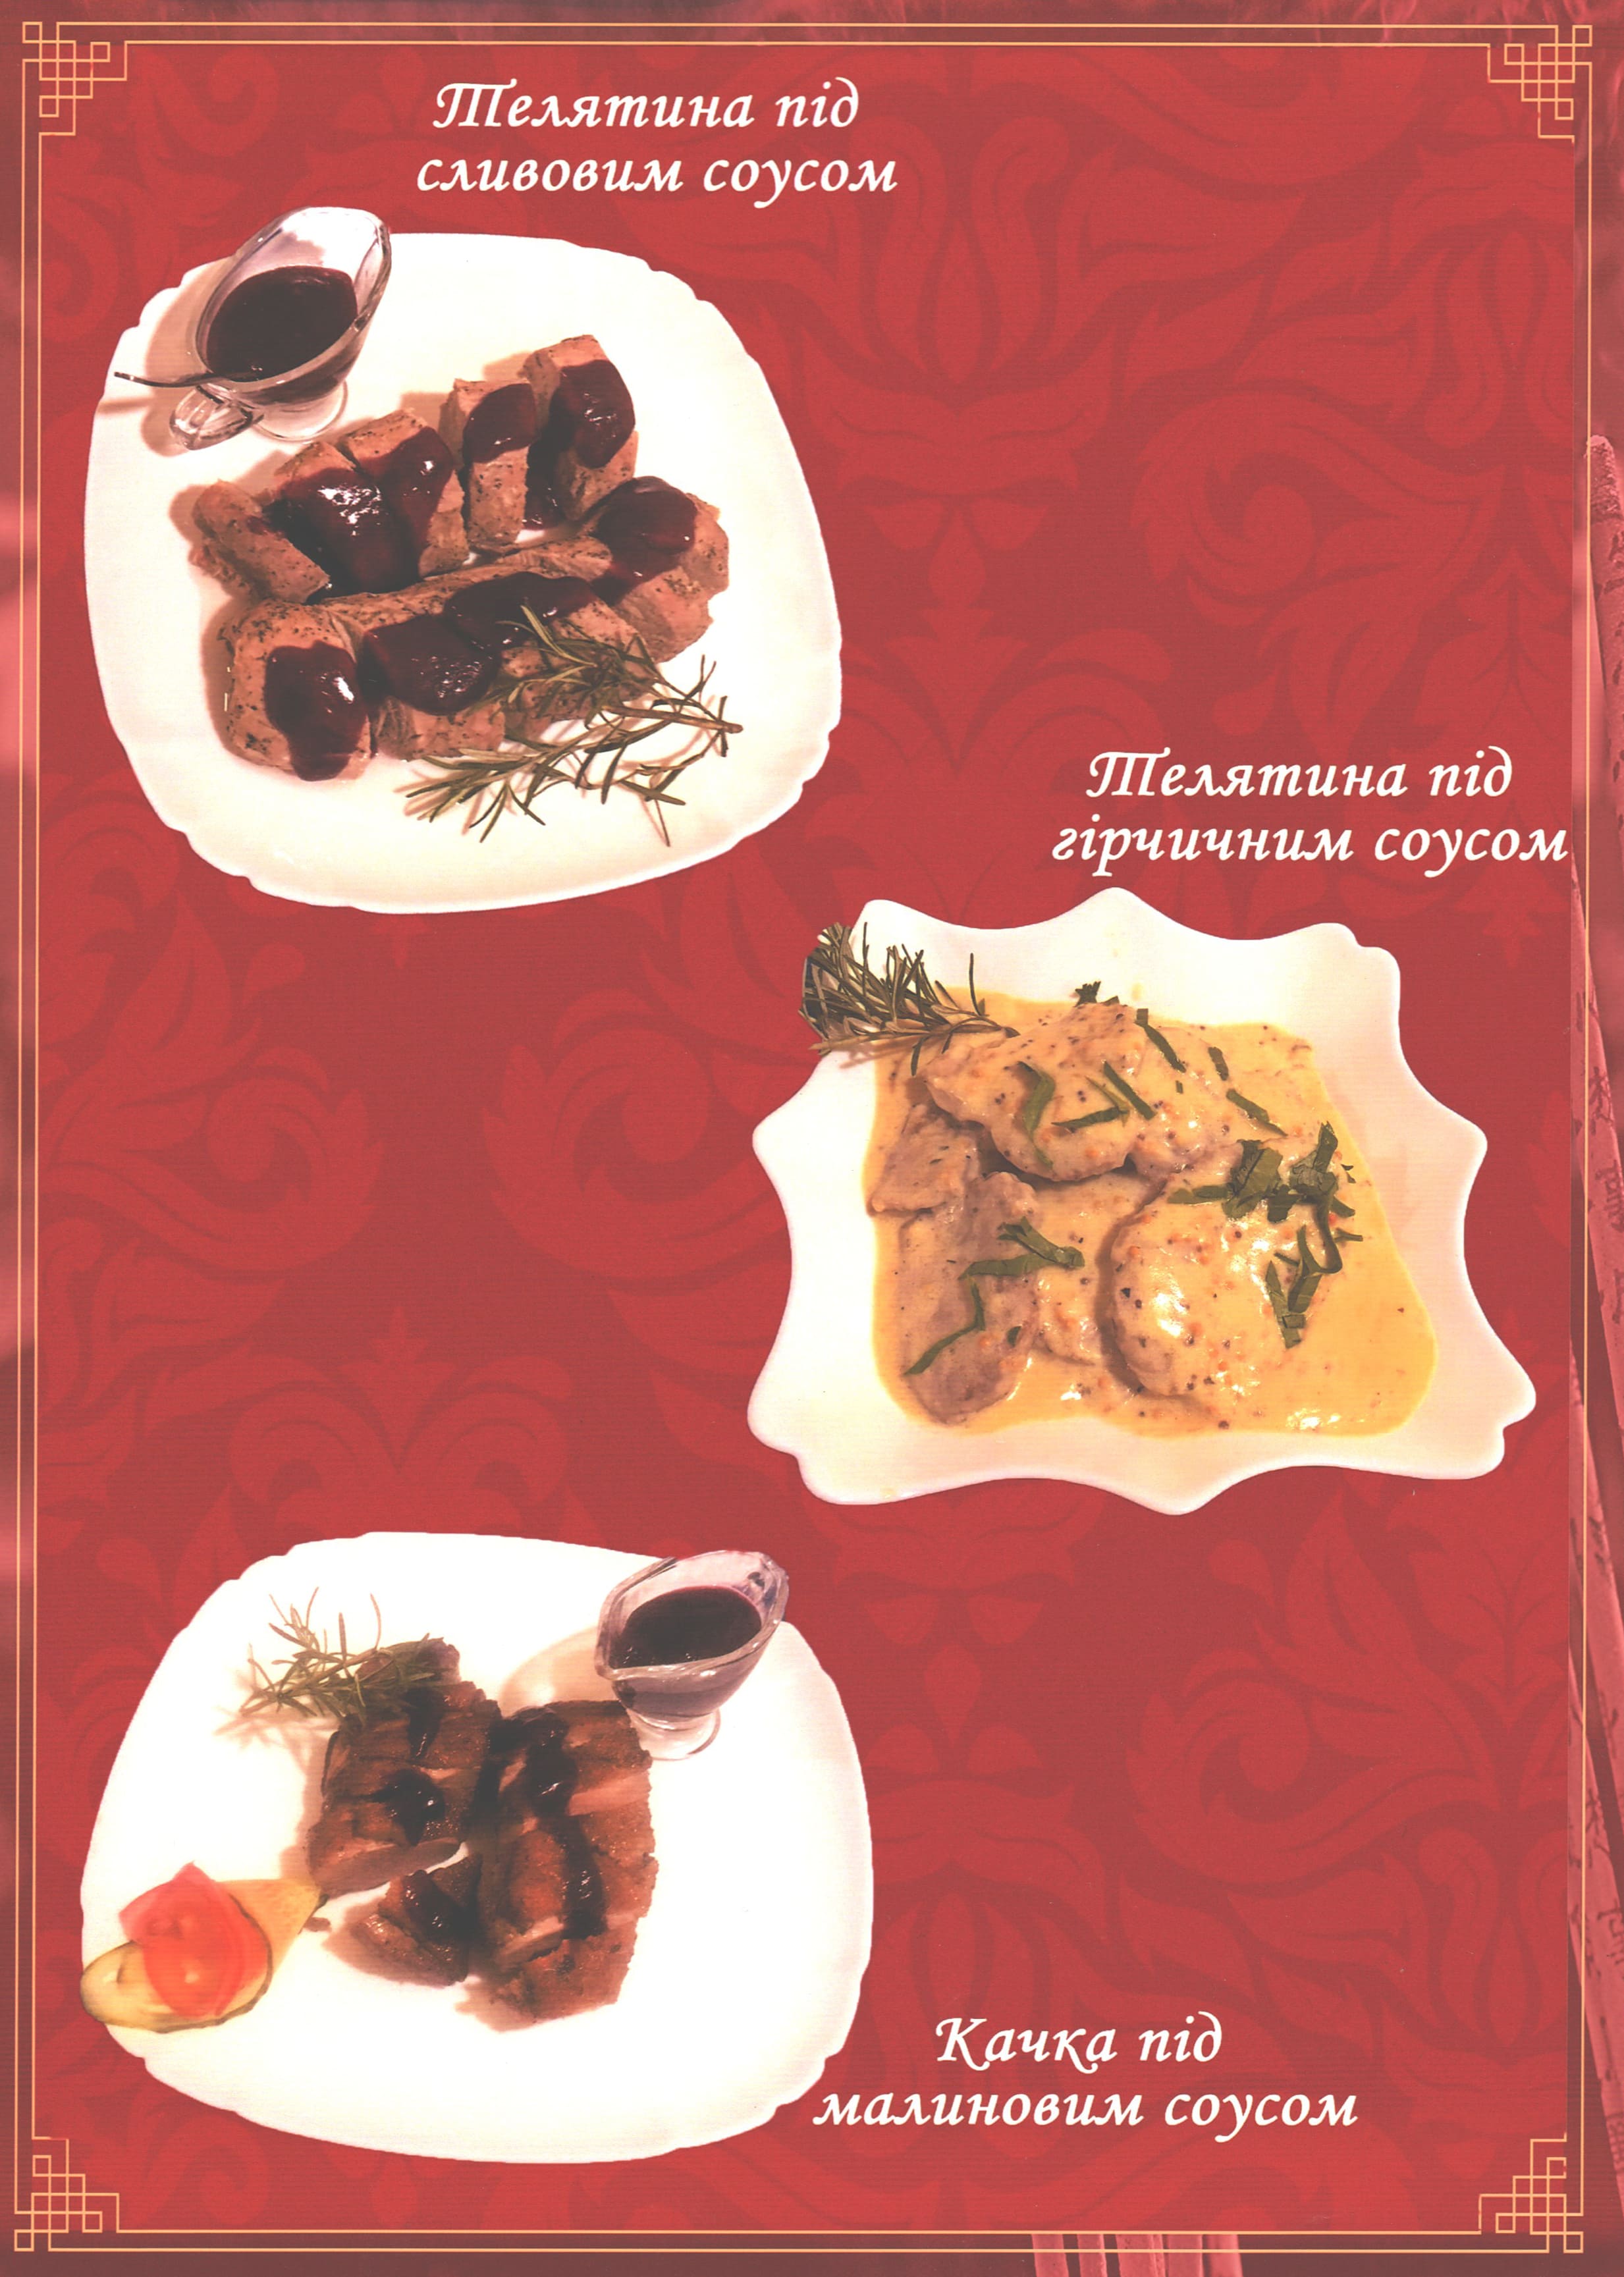 Телятина під
сливовим соусом
Телятина під
гірчичним соусом
Качка під
малиновим соусом